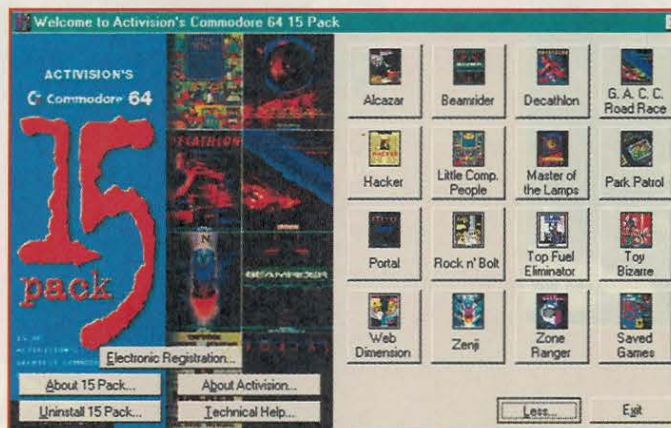 Welcome to Activision's Commodore 64 15 Pack
ACTIVISION'S
Commodore 64
15
pack
Electronic Registration...
About 15 Pack...
About Activision...
Uninstall 15 Pack...
Technical Help...
Alcazar
Beamrider
Decathlon
G. A. C. C.
Road Race
Hacker
Little Comp.
People
Master of
the Lamps
Park Patrol
Portal
Rock n' Bolt
Top Fuel
Eliminator
Toy
Bizarre
Web
Dimension
Zenji
Zone
Ranger
Saved
Games
Less...
Exit